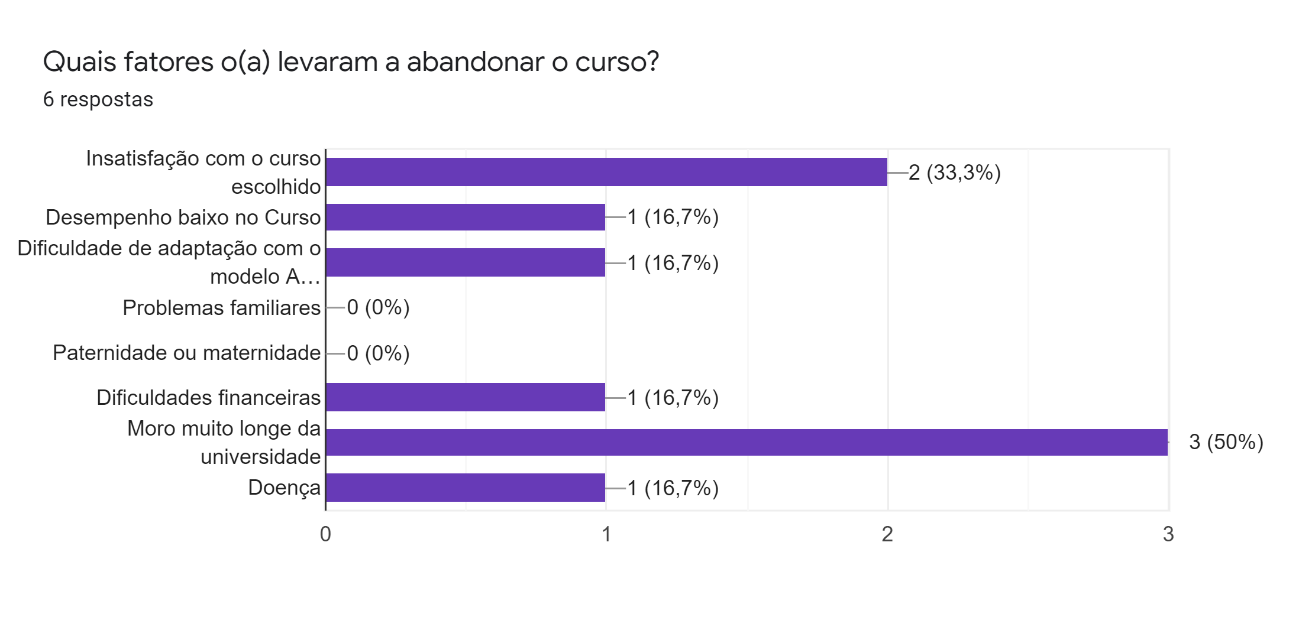 Quais fatores o(a) levaram a abandonar o curso?
6 respostas
Insatisfação com o curso
escolhido
2 (33,3%)
Desempenho baixo no Curso
1 (16,7%)
Dificuldade de adaptação com o
modelo A…
1 (16,7%)
Problemas familiares
0 (0%)
Paternidade ou maternidade
0 (0%)
Dificuldades financeiras
1 (16,7%)
Moro muito longe da
universidade
3 (50%)
Doença
1 (16,7%)
0 1 2 3